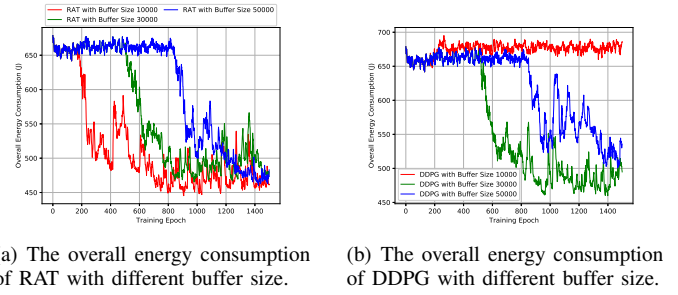 RAT with Buffer Size 10000
RAT with Buffer Size 50000
RAT with Buffer Size 30000
Overall Energy Consumption (J)
650
600
550
500
450
0
200
400
600
800
1000
1200
1400
Training Epoch
Overall Energy Consumption (J)
700
650
600
550
500
450
DDPG with Buffer Size 10000
DDPG with Buffer Size 30000
DDPG with Buffer Size 50000
0
200
400
600
800
1000
1200
1400
Training Epoch
a) The overall energy consumption
of RAT with different buffer size.
(b) The overall energy consumption
of DDPG with different buffer size.